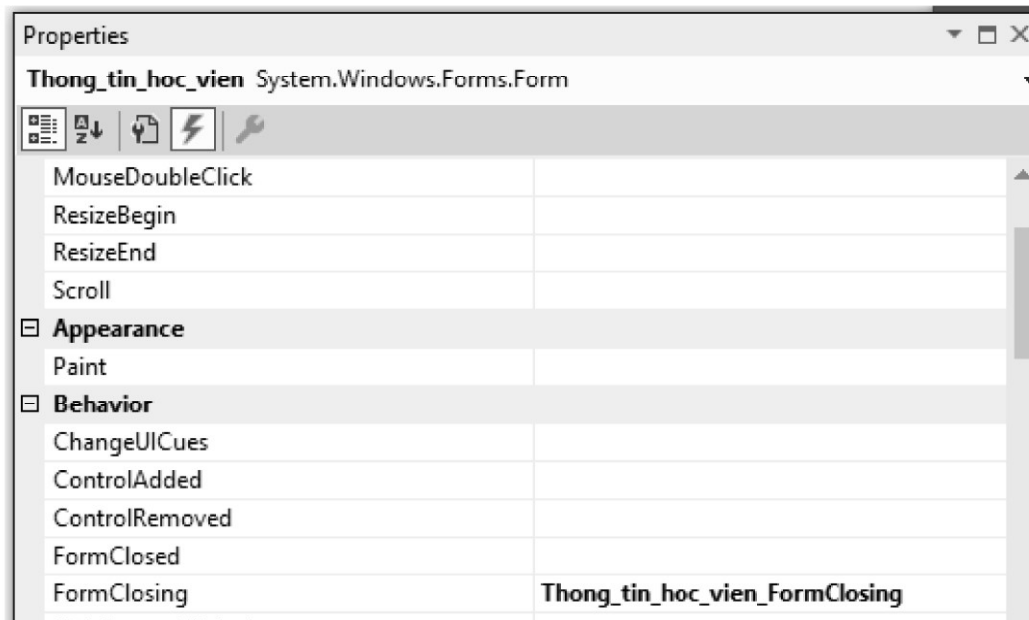 Properties
Thong_tin_hoc_vien System.Windows.Forms.Form
MouseDoubleClick
ResizeBegin
ResizeEnd
Scroll
Appearance
Paint
Behavior
ChangeUICues
ControlAdded
ControlRemoved
FormClosed
FormClosing Thong_tin_hoc_vien_FormClosing